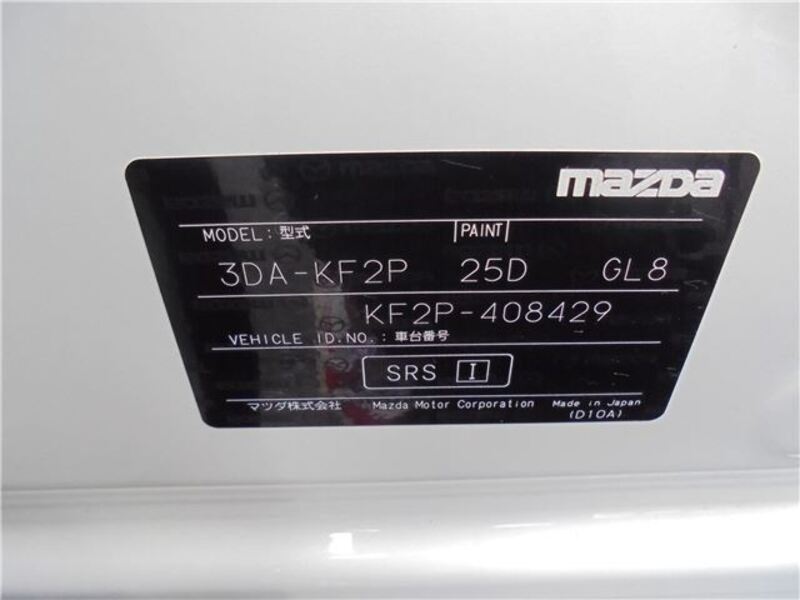 mazda
MODEL: 型式 PAINT
3DA-KF2P 25D GL8
KF2P-408429
VEHICLE ID.NO.: 車台番号
SRS I
マツダ株式会社 Mazda Motor Corporation Made in Japan
(D10A)